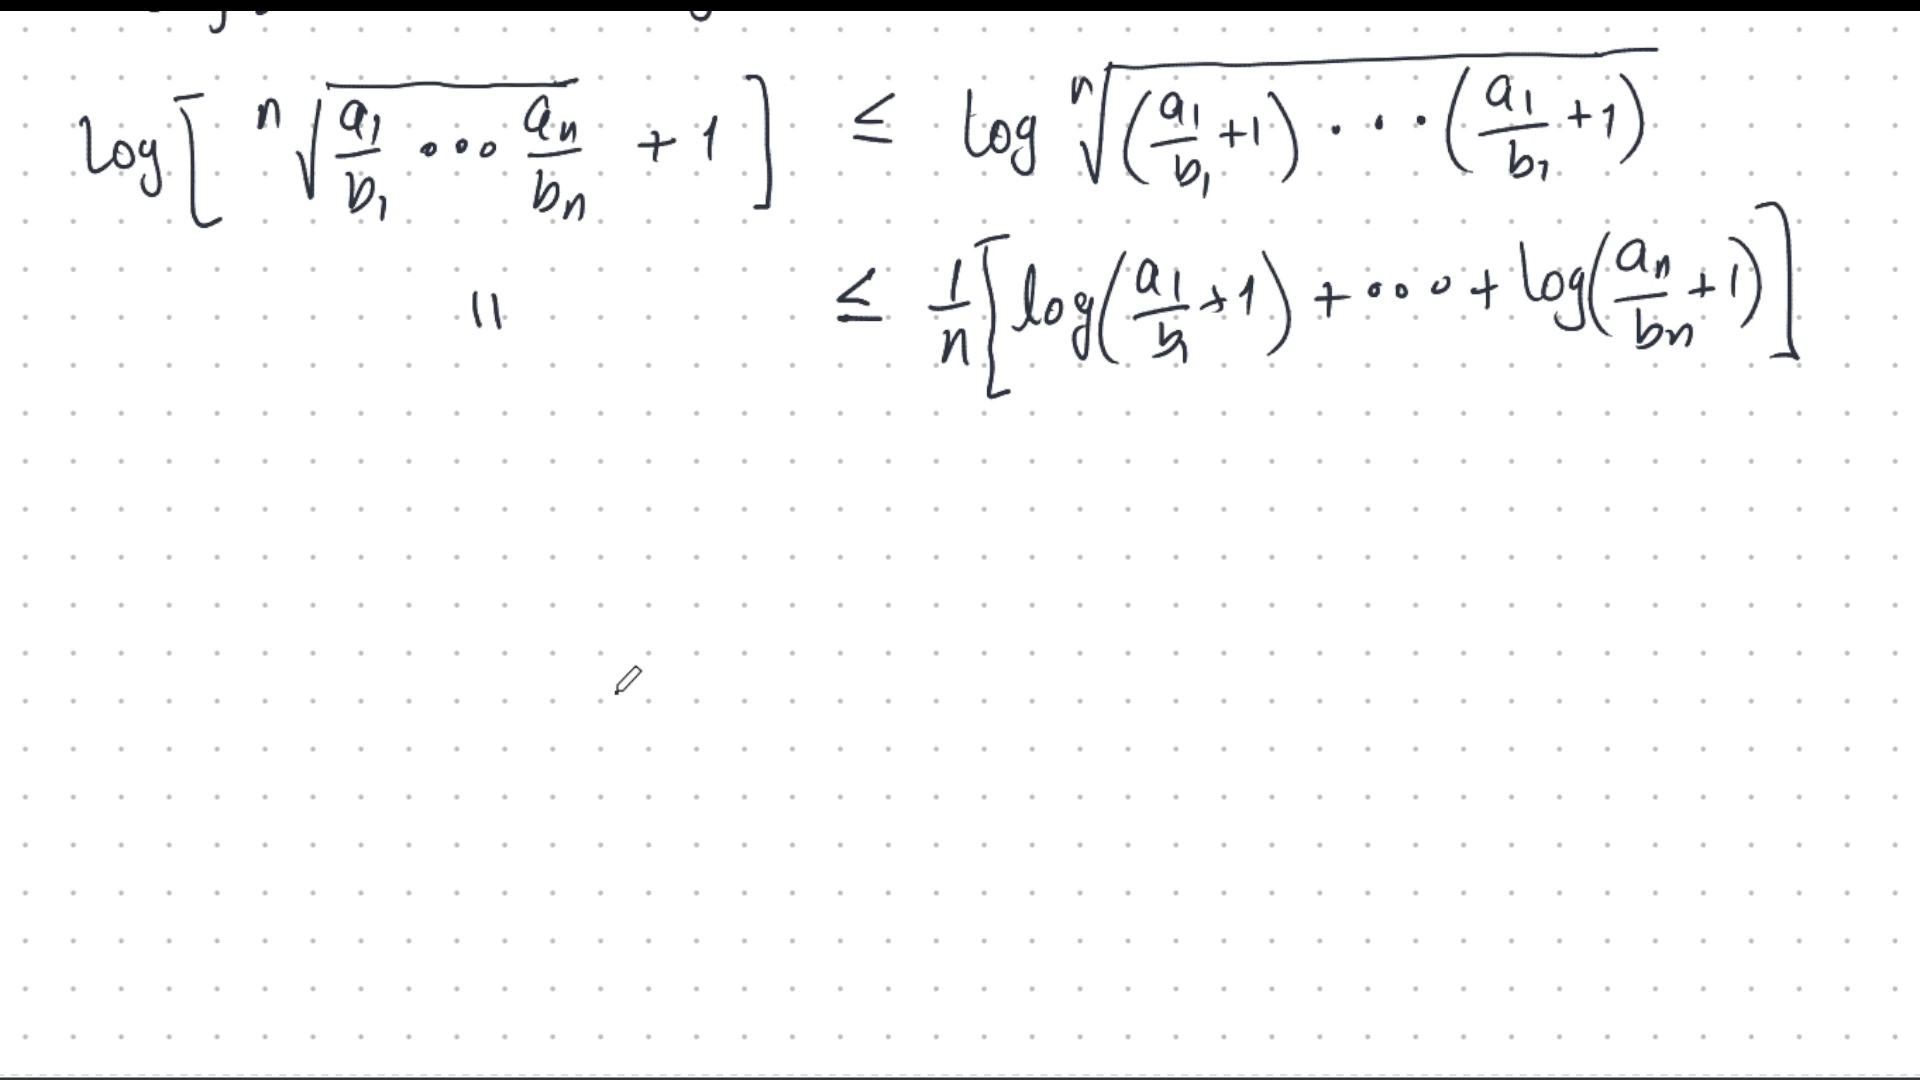 log[ ⁿ√(a₁/b₁ ∘∘∘ aₙ/bₙ) + 1 ] ≤ log ⁿ√((a₁/b₁ + 1) · · · (a₁/b₁ + 1))
|| ≤ 1/n [ log(a₁/b₁ + 1) + ∘∘∘ + log(aₙ/bₙ + 1) ]